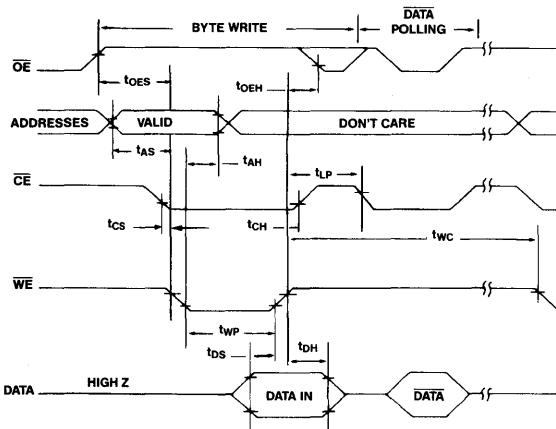 BYTE WRITE
DATA
POLLING
OE
tOES
tOEH
ADDRESSES
VALID
DON'T CARE
tAS
tAH
CE
tLP
tCS
tCH
tWC
WE
tWP
tDS
tDH
DATA
HIGH Z
DATA IN
DATA